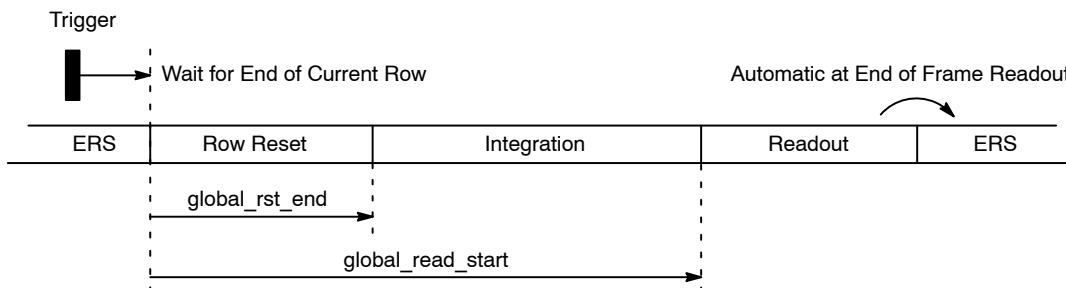 Trigger
Wait for End of Current Row
Automatic at End of Frame Readout
ERS
Row Reset
Integration
Readout
ERS
global_rst_end
global_read_start